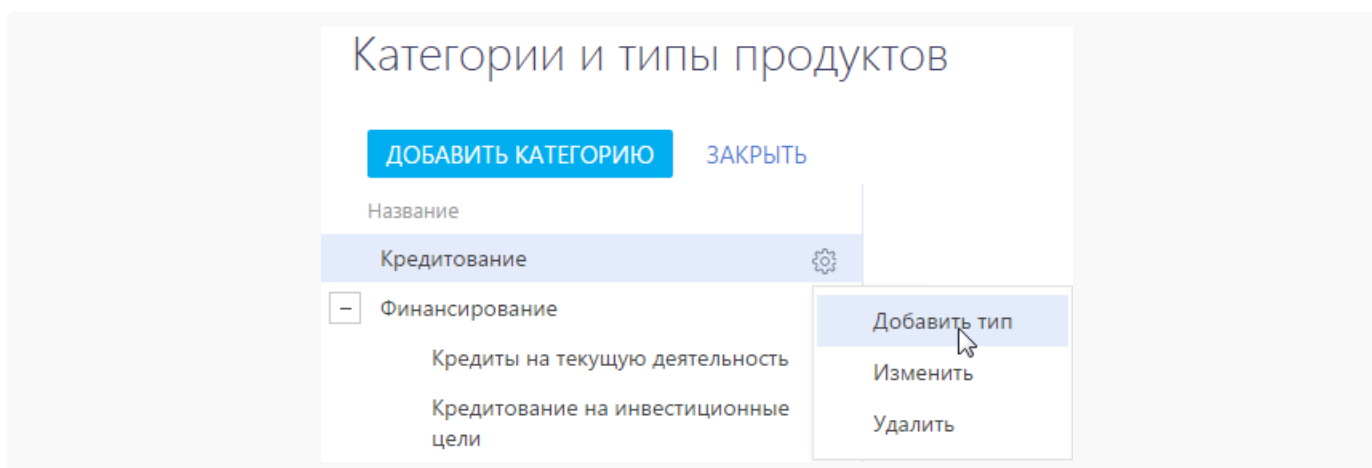 Категории и типы продуктов
ДОБАВИТЬ КАТЕГОРИЮ ЗАКРЫТЬ
Название
Кредитование
Финансирование
Добавить тип
Кредиты на текущую деятельность
Изменить
Кредитование на инвестиционные
цели
Удалить